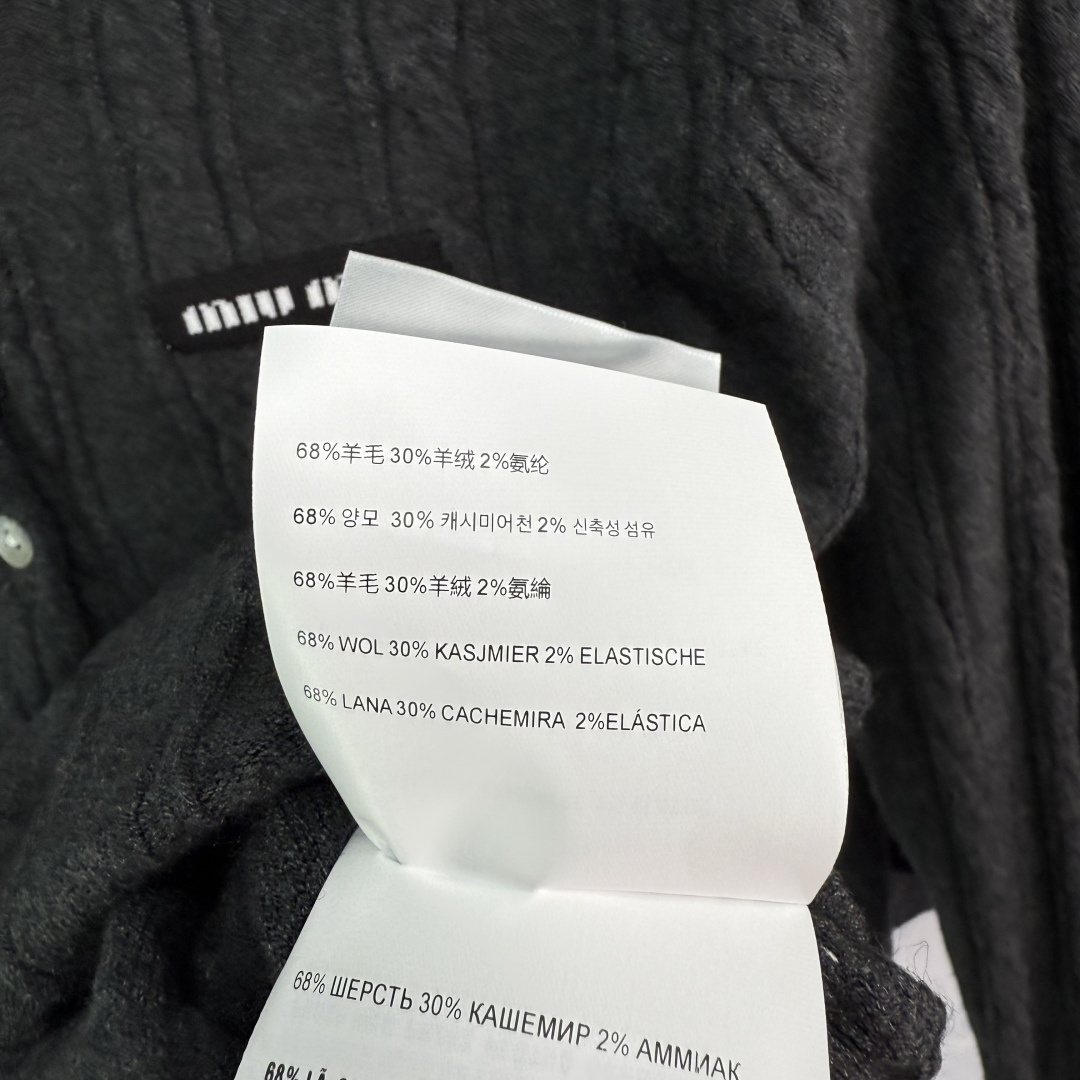 miu
68%羊毛 30%羊绒 2%氨纶
68% 양모 30% 캐시미어천 2% 신축성 섬유
68%羊毛 30%羊絨 2%氨綸
68% WOL 30% KASJMIER 2% ELASTISCHE
68% LANA 30% CACHEMIRA 2%ELÁSTICA
68% ШЕРСТЬ 30% КАШЕМИР 2% АММИАК
68% LÃ